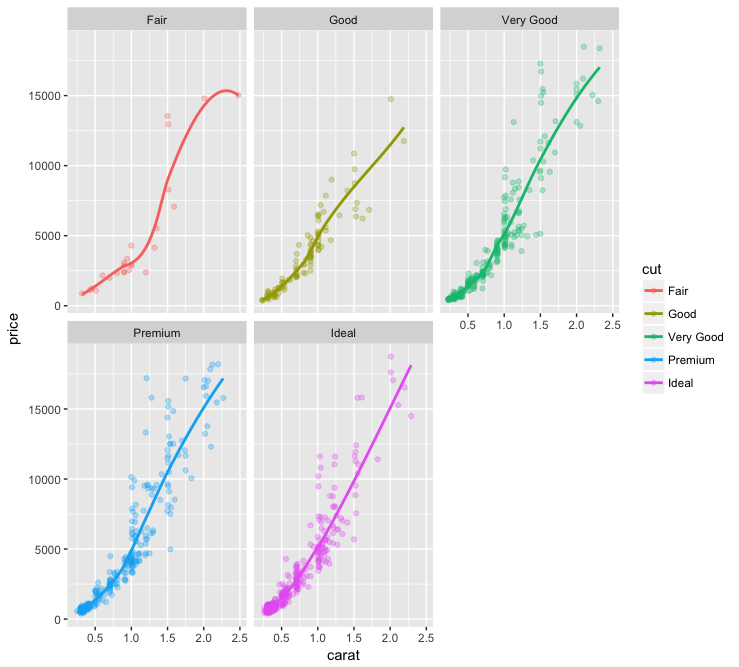 Fair Good Very Good
15000
10000
5000
0
0.5 1.0 1.5 2.0 2.5
Premium Ideal
15000
10000
5000
0
0.5 1.0 1.5 2.0 2.5 0.5 1.0 1.5 2.0 2.5
carat
price
cut
Fair
Good
Very Good
Premium
Ideal